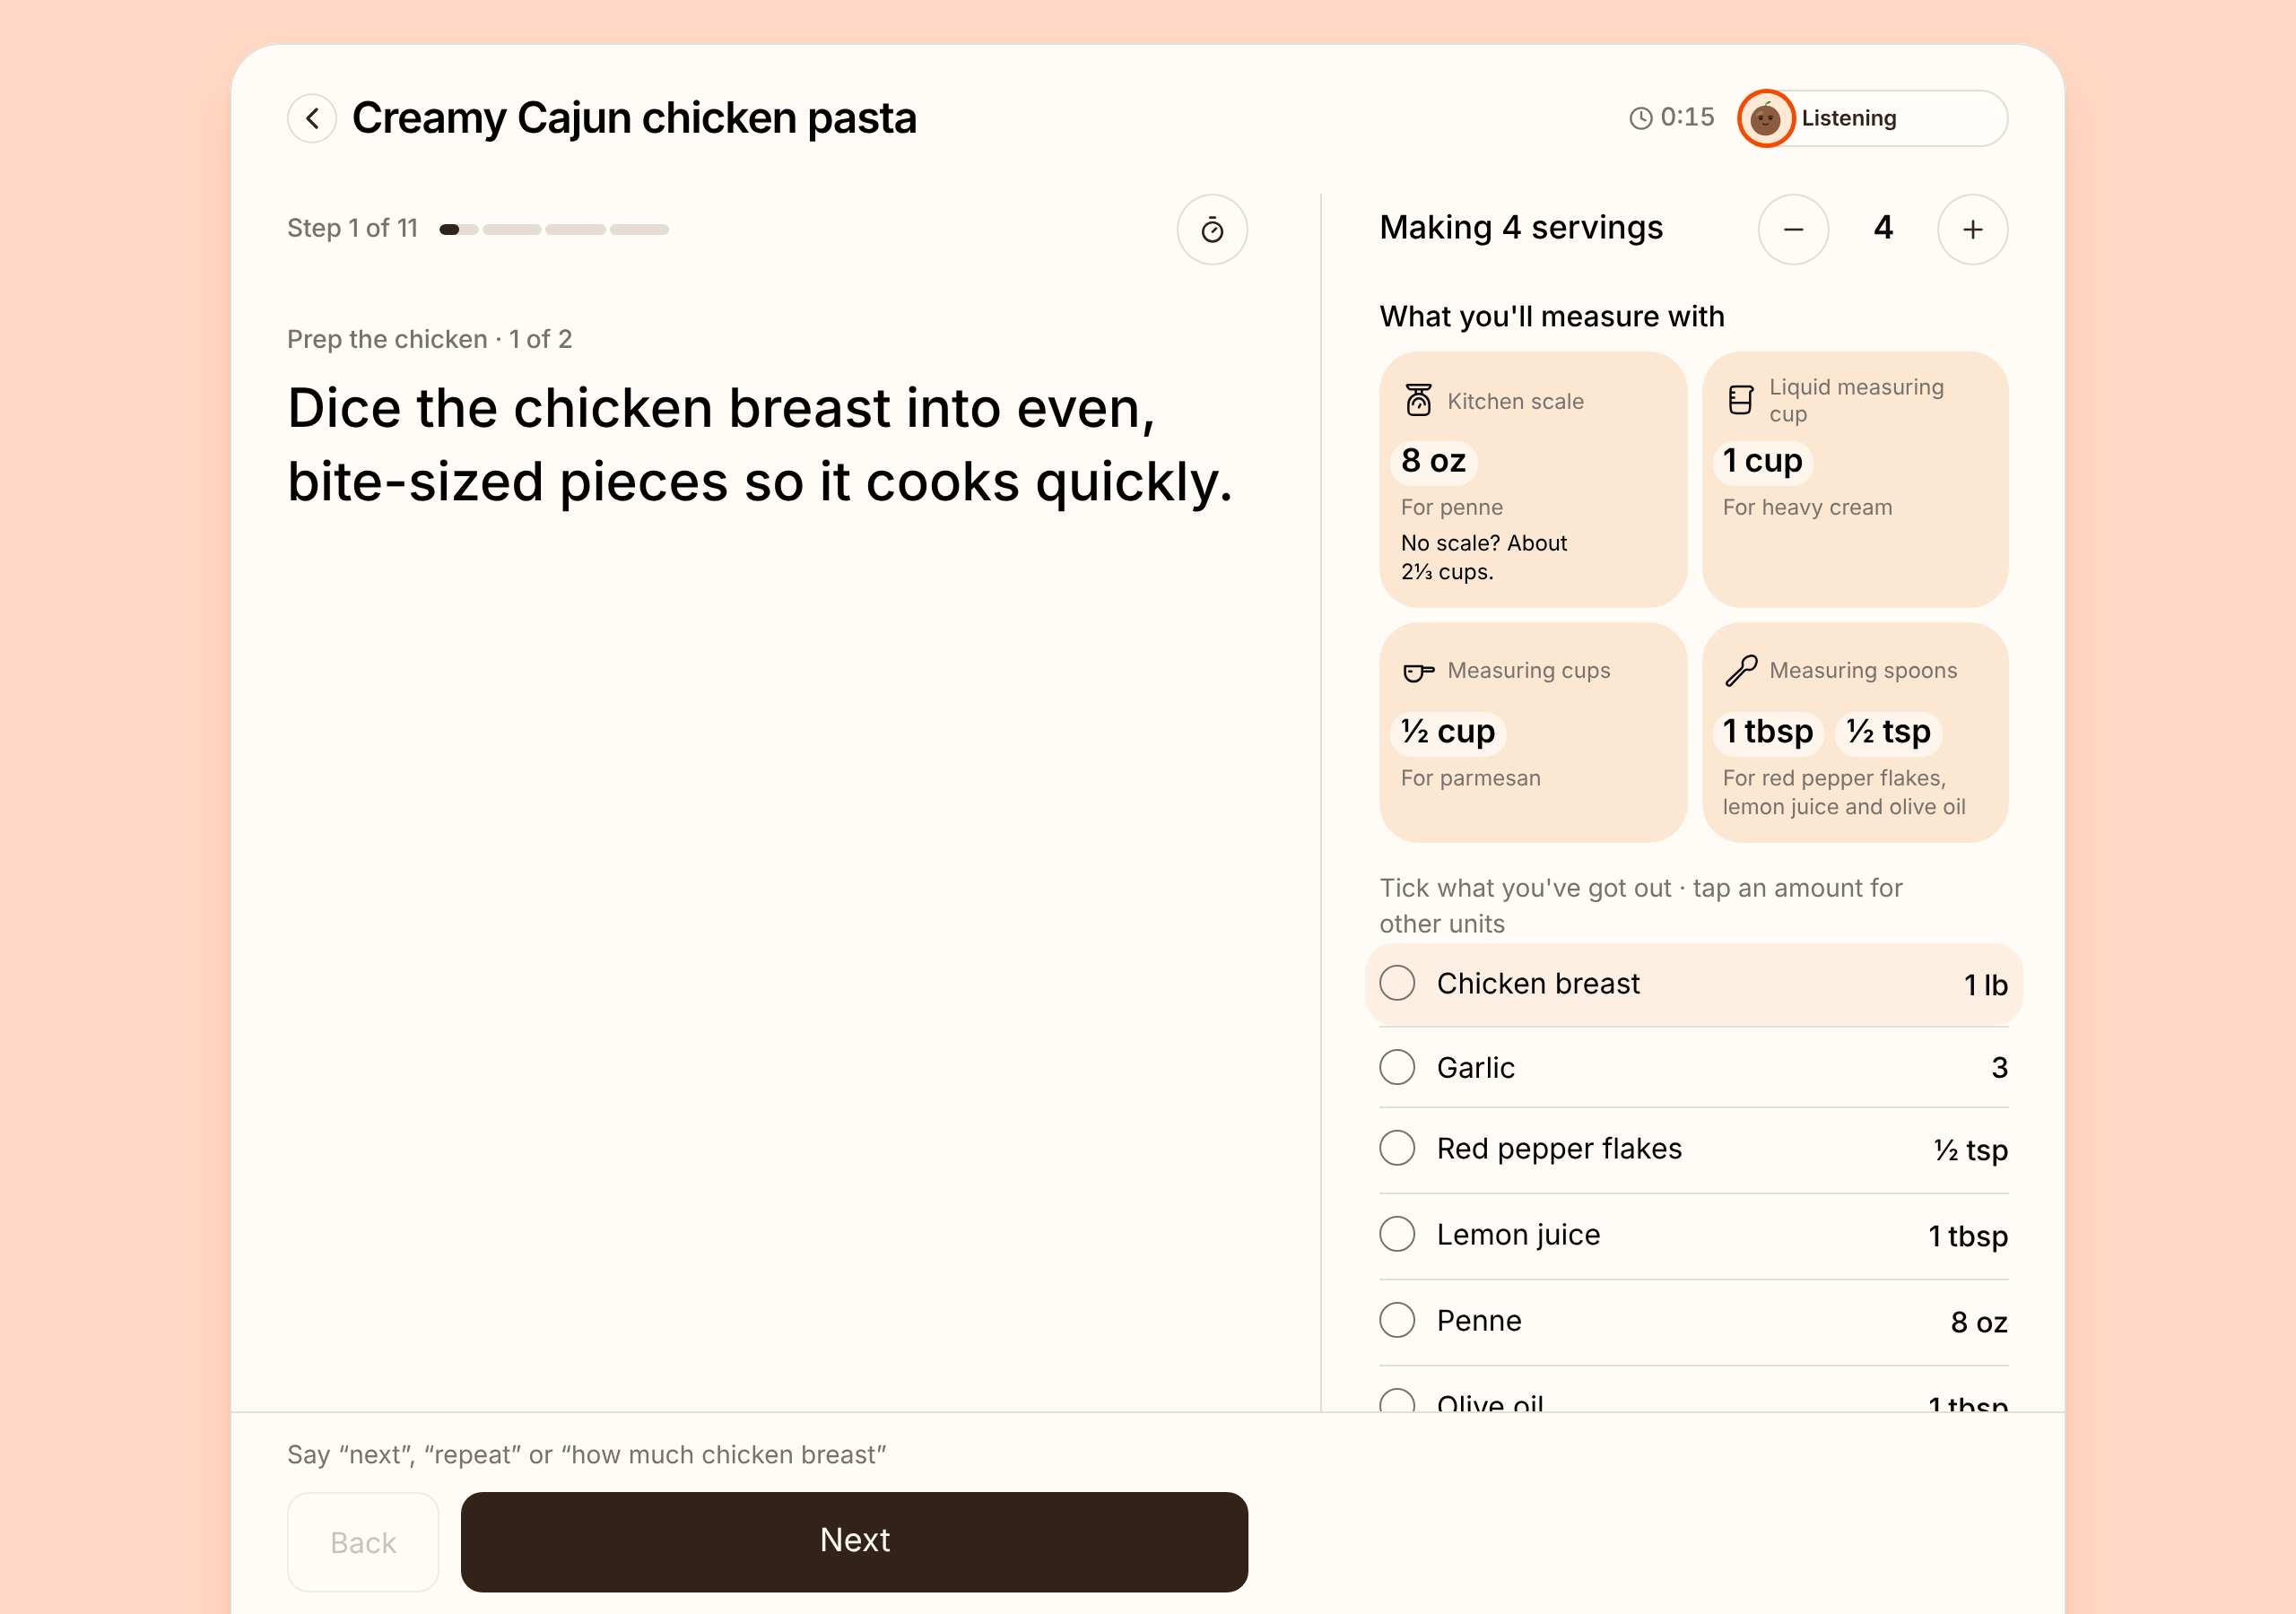 Creamy Cajun chicken pasta
0:15
Listening
Step 1 of 11
Prep the chicken · 1 of 2
Dice the chicken breast into even,
bite-sized pieces so it cooks quickly.
Making 4 servings
4
What you'll measure with
Kitchen scale
8 oz
For penne
No scale? About
2⅓ cups.
Liquid measuring
cup
1 cup
For heavy cream
Measuring cups
½ cup
For parmesan
Measuring spoons
1 tbsp ½ tsp
For red pepper flakes,
lemon juice and olive oil
Tick what you've got out · tap an amount for
other units
Chicken breast 1 lb
Garlic 3
Red pepper flakes ½ tsp
Lemon juice 1 tbsp
Penne 8 oz
Olive oil 1 tbsp
Say “next”, “repeat” or “how much chicken breast”
Back
Next